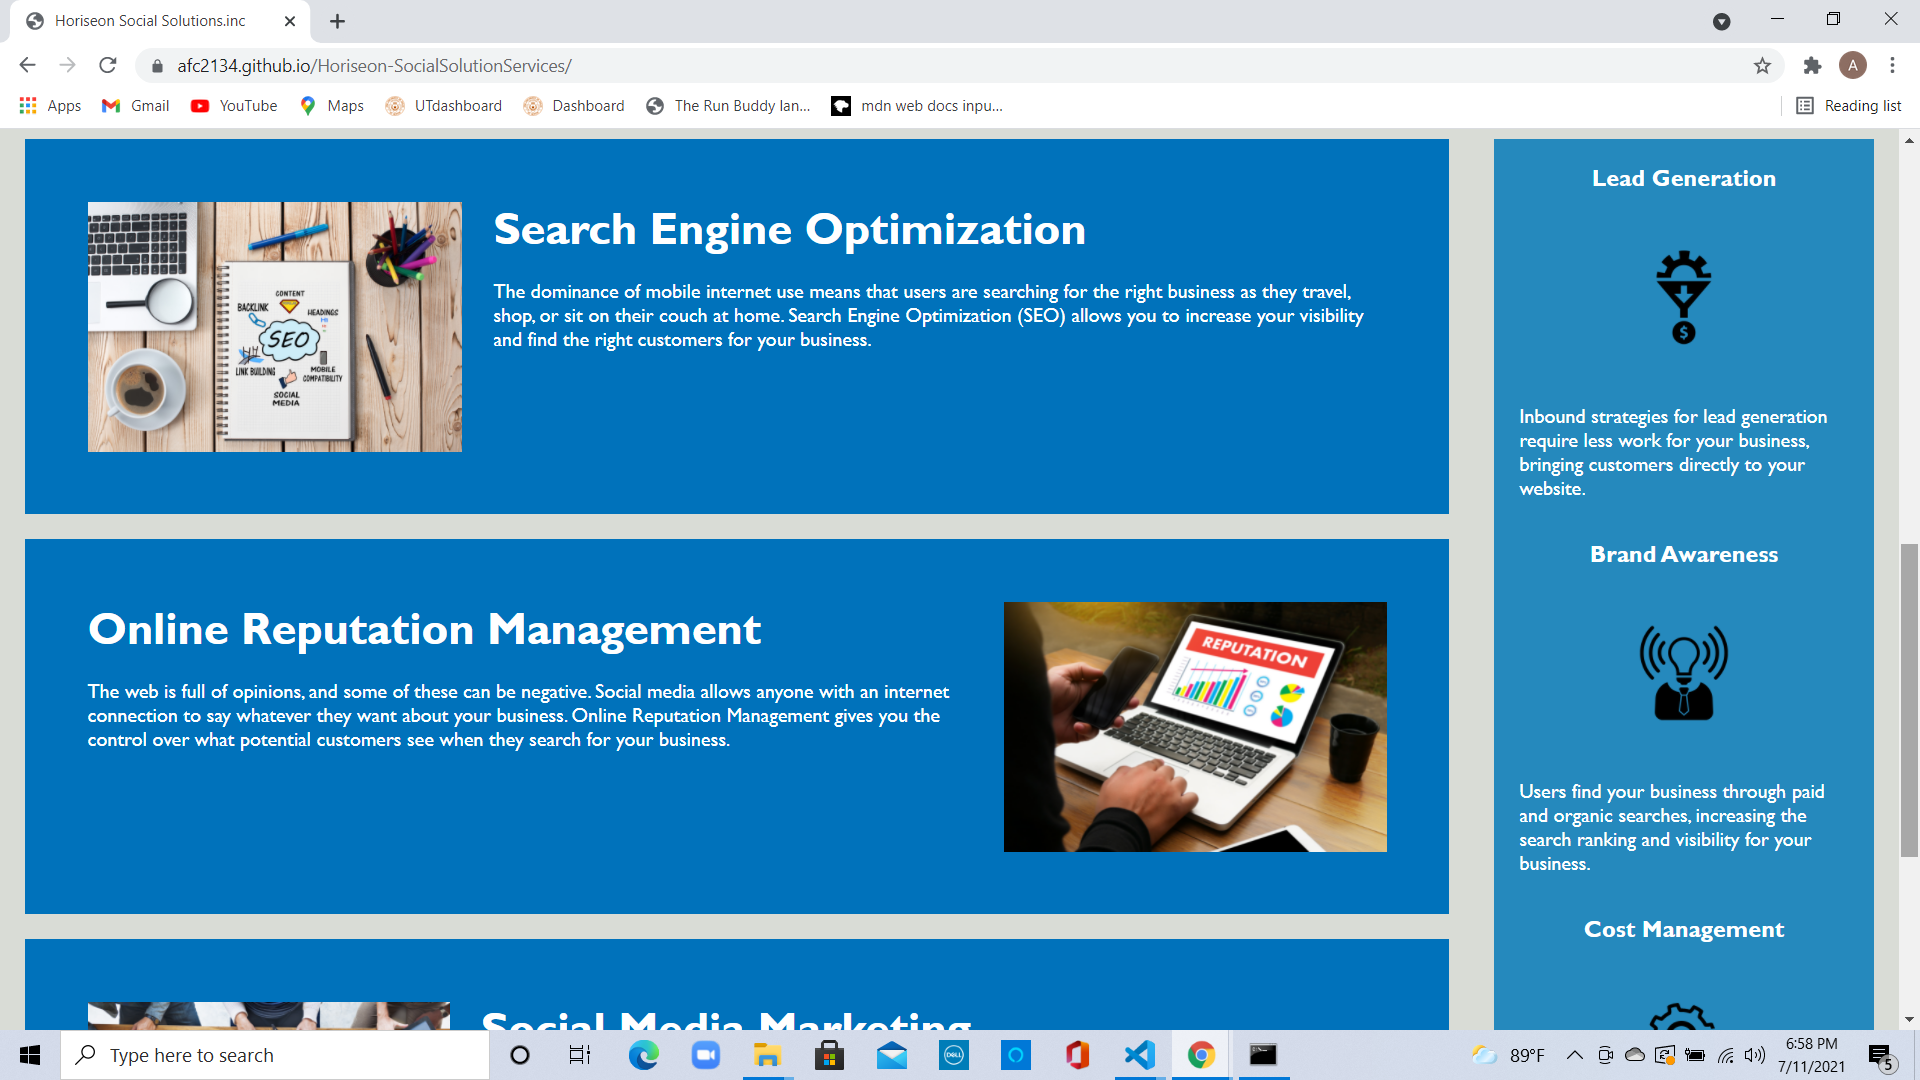 Horiseon Social Solutions.inc
afc2134.github.io/Horiseon-SocialSolutionServices/
A
Apps
Gmail
YouTube
Maps
UTdashboard
Dashboard
The Run Buddy lan...
mdn web docs inpu...
Reading list
Search Engine Optimization
The dominance of mobile internet use means that users are searching for the right business as they travel,
shop, or sit on their couch at home. Search Engine Optimization (SEO) allows you to increase your visibility
and find the right customers for your business.
CONTENT
BACKLINK
HEADINGS
SEO
LINK BUILDING
MOBILE
COMPATIBILITY
SOCIAL
MEDIA
Online Reputation Management
The web is full of opinions, and some of these can be negative. Social media allows anyone with an internet
connection to say whatever they want about your business. Online Reputation Management gives you the
control over what potential customers see when they search for your business.
REPUTATION
Social Media Marketing
Lead Generation
$
Inbound strategies for lead generation
require less work for your business,
bringing customers directly to your
website.
Brand Awareness
Users find your business through paid
and organic searches, increasing the
search ranking and visibility for your
business.
Cost Management
Type here to search
DELL
89°F
6:58 PM
7/11/2021
5